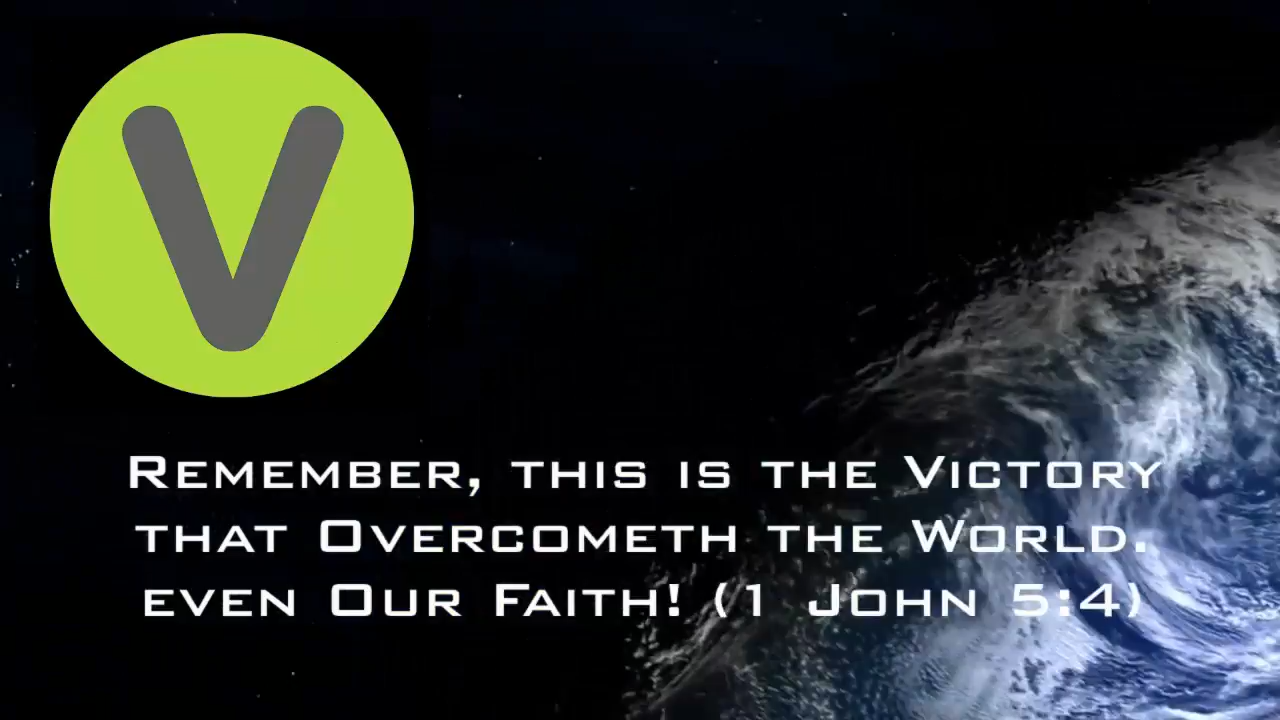 V
Remember, this is the Victory
that Overcometh the World.
even Our Faith! (1 John 5:4)